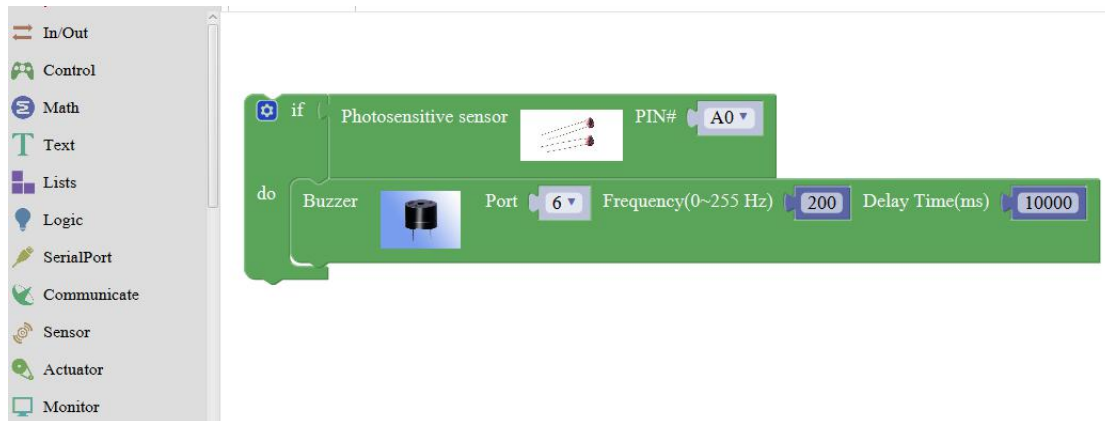 In/Out
Control
Math
Text
Lists
Logic
SerialPort
Communicate
Sensor
Actuator
Monitor
if Photosensitive sensor PIN# A0
do Buzzer Port 6 Frequency(0~255 Hz) 200 Delay Time(ms) 10000